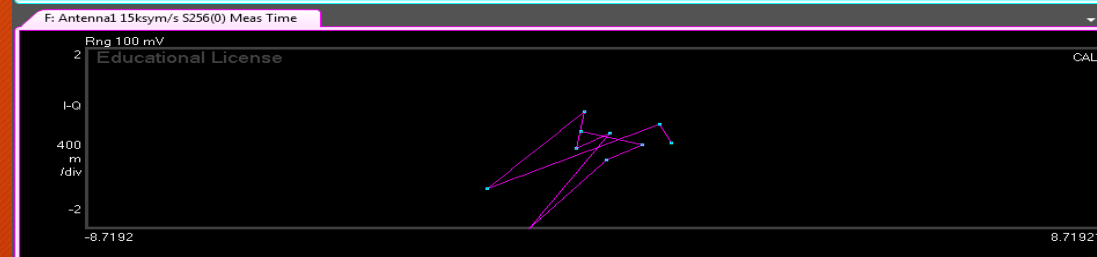 F: Antenna1 15ksym/s S256(0) Meas Time
Rng 100 mV
2
Educational License
CAL
I-Q
400
m
/div
-2
-8.7192
8.7192